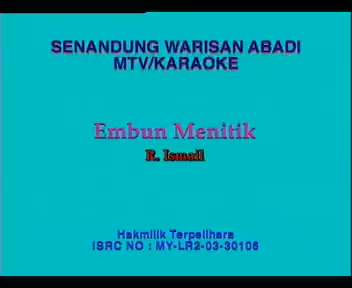 SENANDUNG WARISAN ABADI
MTV/KARAOKE
Embun Menitik
R. Ismail
Hakmilik Terpelihara
ISRC NO : MY-LR2-03-30106